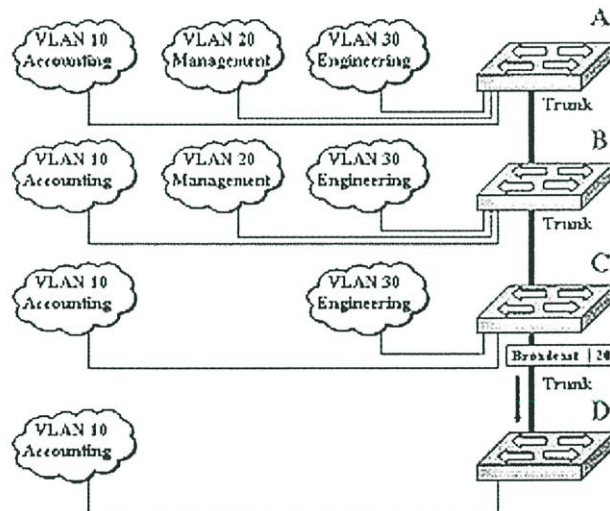 A
VLAN 10
Accounting
VLAN 20
Management
VLAN 30
Engineering
Trunk
B
VLAN 10
Accounting
VLAN 20
Management
VLAN 30
Engineering
Trunk
C
VLAN 10
Accounting
VLAN 30
Engineering
Broadcast | 20
Trunk
D
VLAN 10
Accounting